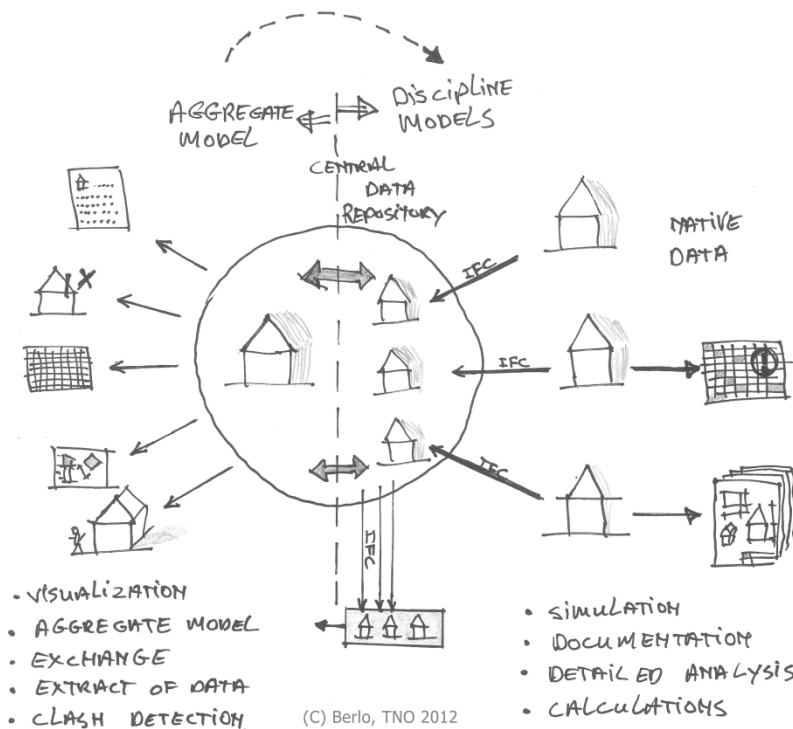 AGGREGATE
MODEL
DISCIPLINE
MODELS
CENTRAL
DATA
REPOSITORY
NATIVE
DATA
IFC
IFC
IFC
IFC
• VISUALIZATION
• AGGREGATE MODEL
• EXCHANGE
• EXTRACT OF DATA
• CLASH DETECTION
• SIMULATION
• DOCUMENTATION
• DETAILED ANALYSIS
• CALCULATIONS
(C) Berlo, TNO 2012